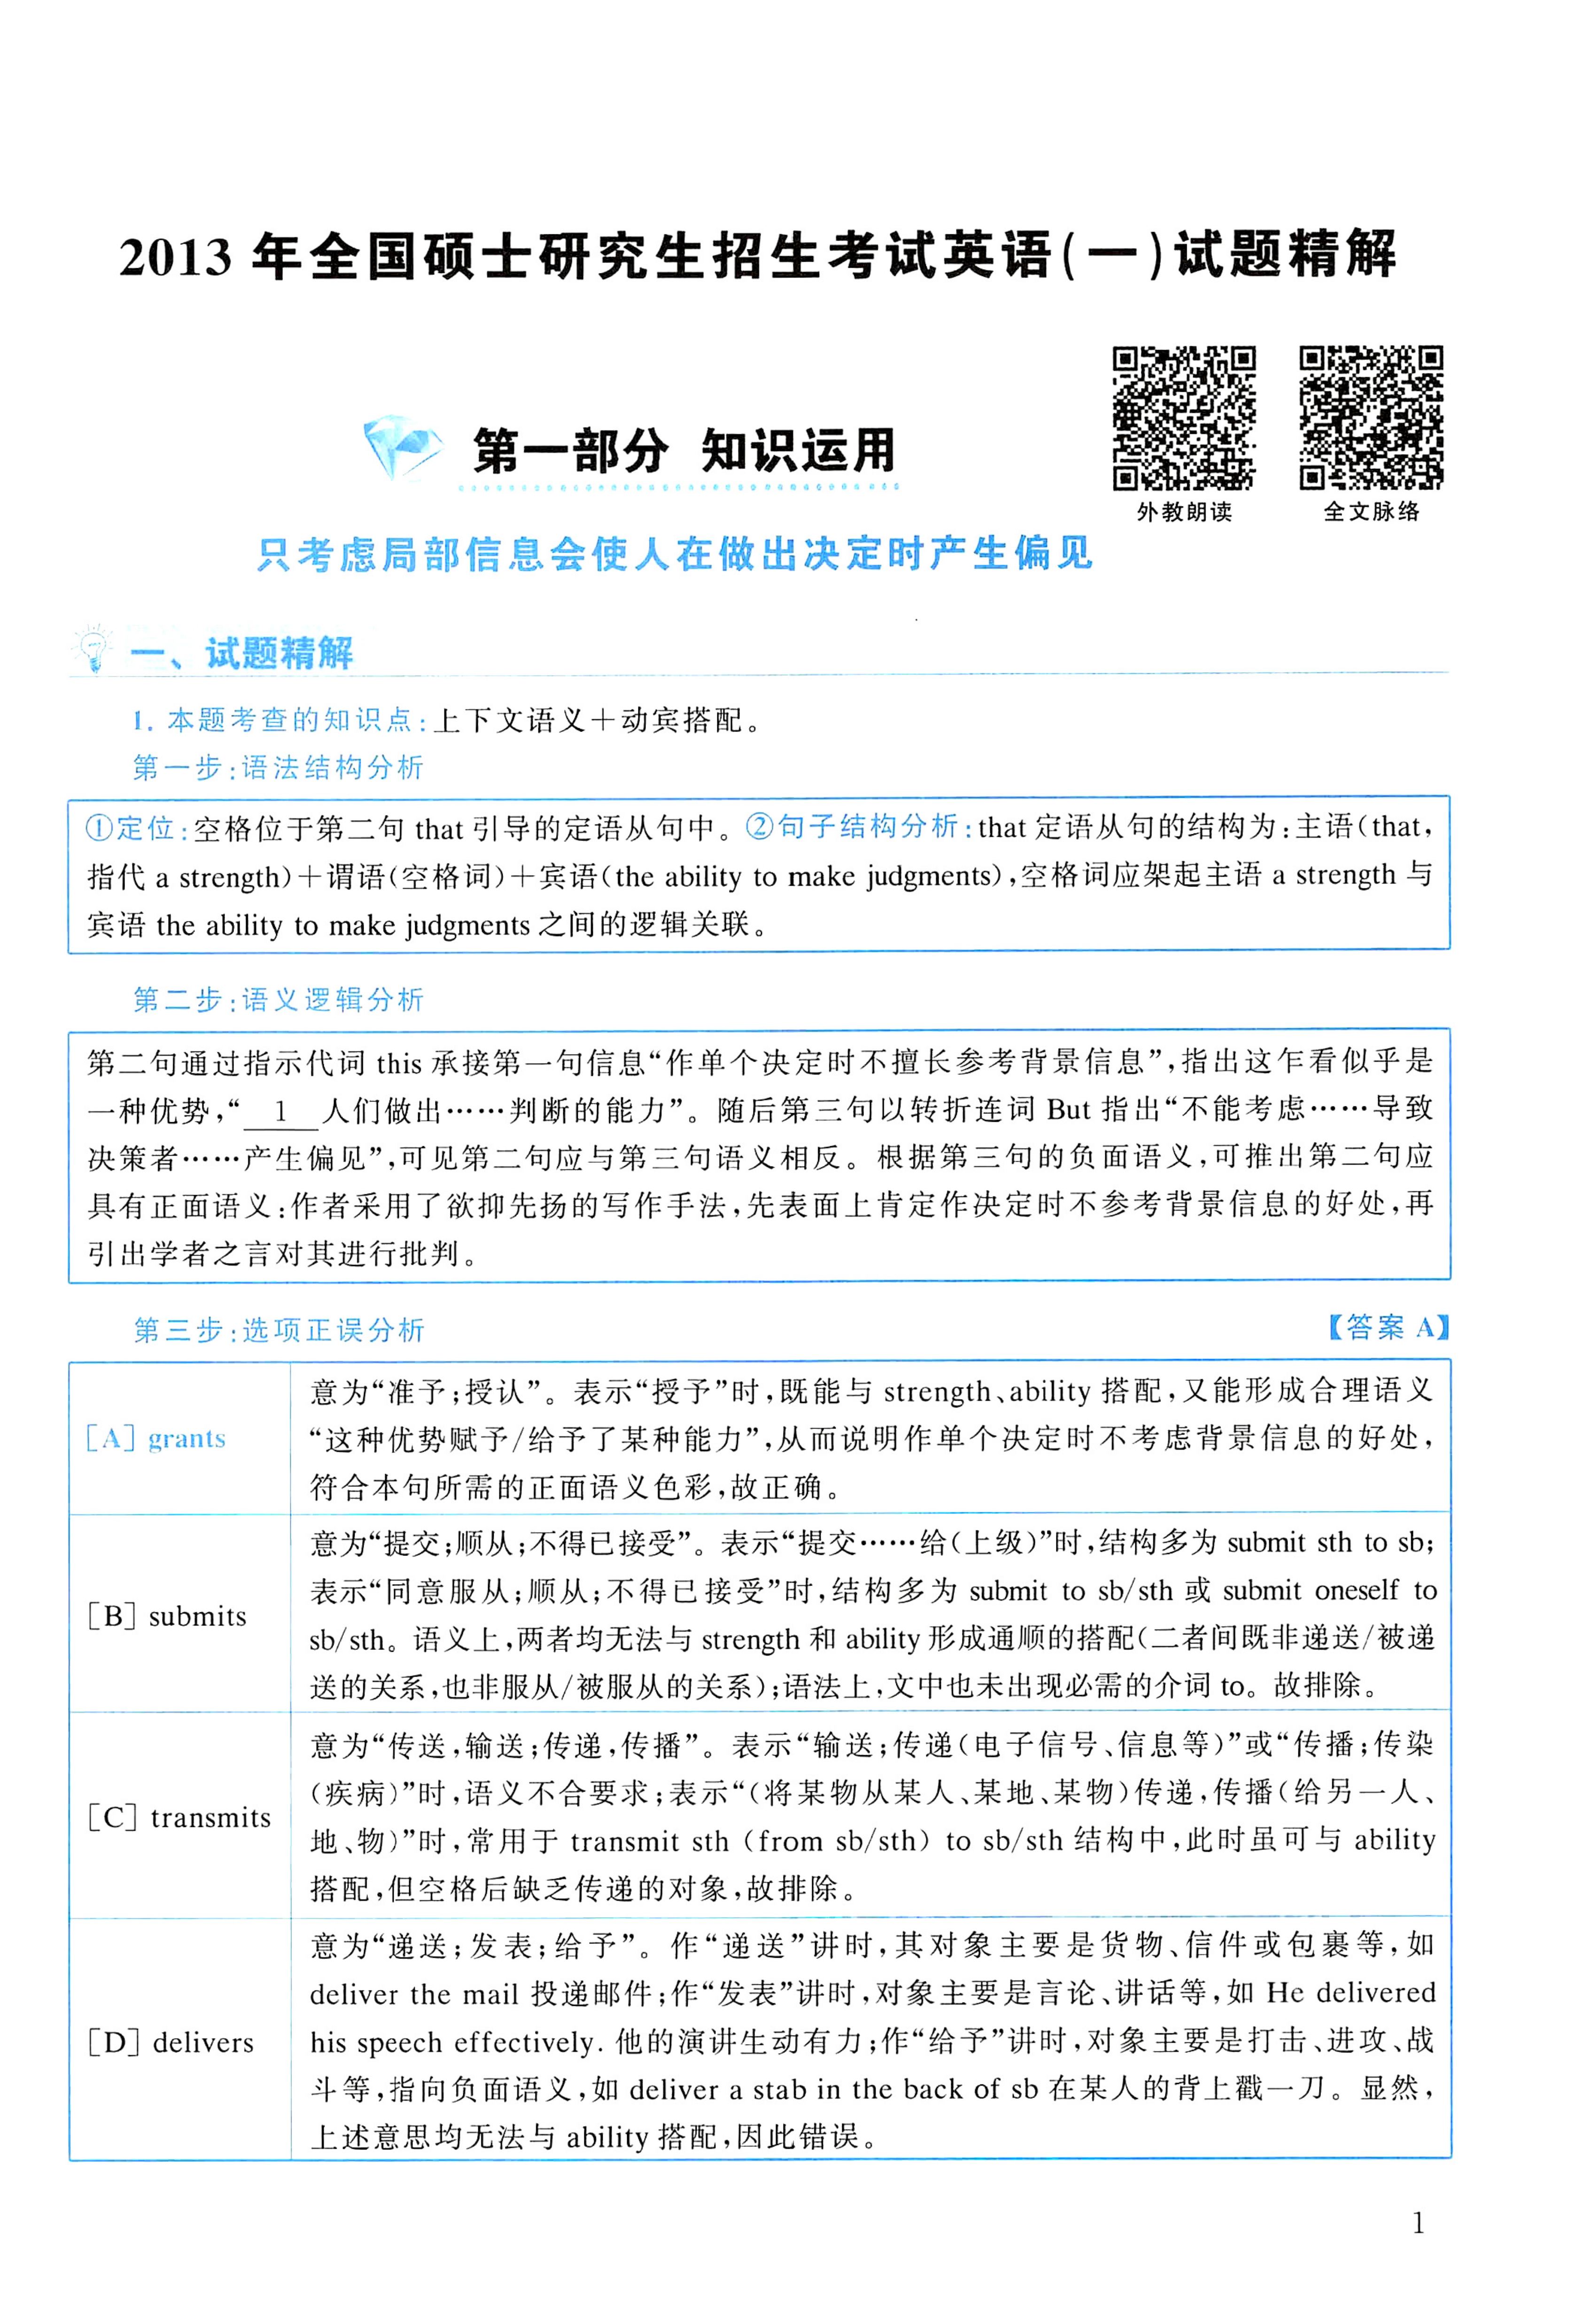 2013 年全国硕士研究生招生考试英语(一)试题精解
第一部分 知识运用
外教朗读
全文脉络
只考虑局部信息会使人在做出决定时产生偏见
一、试题精解
1. 本题考查的知识点:上下文语义+动宾搭配。
第一步:语法结构分析
①定位:空格位于第二句 that 引导的定语从句中。②句子结构分析:that 定语从句的结构为:主语(that,
指代 a strength)+谓语(空格词)+宾语(the ability to make judgments),空格词应架起主语 a strength 与
宾语 the ability to make judgments 之间的逻辑关联。
第二步:语义逻辑分析
第二句通过指示代词 this 承接第一句信息“作单个决定时不擅长参考背景信息”,指出这乍看似乎是
一种优势,“ 1 人们做出……判断的能力”。随后第三句以转折连词 But 指出“不能考虑……导致
决策者……产生偏见”,可见第二句应与第三句语义相反。根据第三句的负面语义,可推出第二句应
具有正面语义:作者采用了欲抑先扬的写作手法,先表面上肯定作决定时不参考背景信息的好处,再
引出学者之言对其进行批判。
第三步:选项正误分析
【答案 A】
[A] grants
意为“准予;授认”。表示“授予”时,既能与 strength、ability 搭配,又能形成合理语义
“这种优势赋予/给予了某种能力”,从而说明作单个决定时不考虑背景信息的好处,
符合本句所需的正面语义色彩,故正确。
[B] submits
意为“提交;顺从;不得已接受”。表示“提交……给(上级)”时,结构多为 submit sth to sb;
表示“同意服从;顺从;不得已接受”时,结构多为 submit to sb/sth 或 submit oneself to
sb/sth。语义上,两者均无法与 strength 和 ability 形成通顺的搭配(二者间既非递送/被递
送的关系,也非服从/被服从的关系);语法上,文中也未出现必需的介词 to。故排除。
[C] transmits
意为“传送,输送;传递,传播”。表示“输送;传递(电子信号、信息等)”或“传播;传染
(疾病)”时,语义不合要求;表示“(将某物从某人、某地、某物)传递,传播(给另一人、
地、物)”时,常用于 transmit sth (from sb/sth) to sb/sth 结构中,此时虽可与 ability
搭配,但空格后缺乏传递的对象,故排除。
[D] delivers
意为“递送;发表;给予”。作“递送”讲时,其对象主要是货物、信件或包裹等,如
deliver the mail 投递邮件;作“发表”讲时,对象主要是言论、讲话等,如 He delivered
his speech effectively. 他的演讲生动有力;作“给予”讲时,对象主要是打击、进攻、战
斗等,指向负面语义,如 deliver a stab in the back of sb 在某人的背上戳一刀。显然,
上述意思均无法与 ability 搭配,因此错误。
1